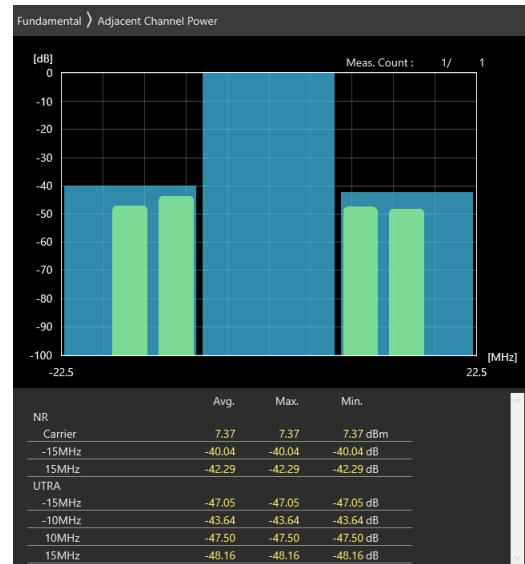 Fundamental 〉 Adjacent Channel Power
[dB]
Meas. Count : 1/ 1
0
-10
-20
-30
-40
-50
-60
-70
-80
-90
-100
[MHz]
-22.5 22.5
Avg. Max. Min.
NR
Carrier 7.37 7.37 7.37 dBm
-15MHz -40.04 -40.04 -40.04 dB
15MHz -42.29 -42.29 -42.29 dB
UTRA
-15MHz -47.05 -47.05 -47.05 dB
-10MHz -43.64 -43.64 -43.64 dB
10MHz -47.50 -47.50 -47.50 dB
15MHz -48.16 -48.16 -48.16 dB